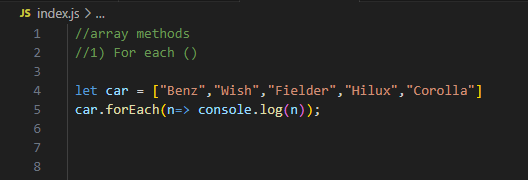 JS index.js > ...
1 //array methods
2 //1) For each ()
3
4 let car = ["Benz","Wish","Fielder","Hilux","Corolla"]
5 car.forEach(n=> console.log(n));
6
7
8